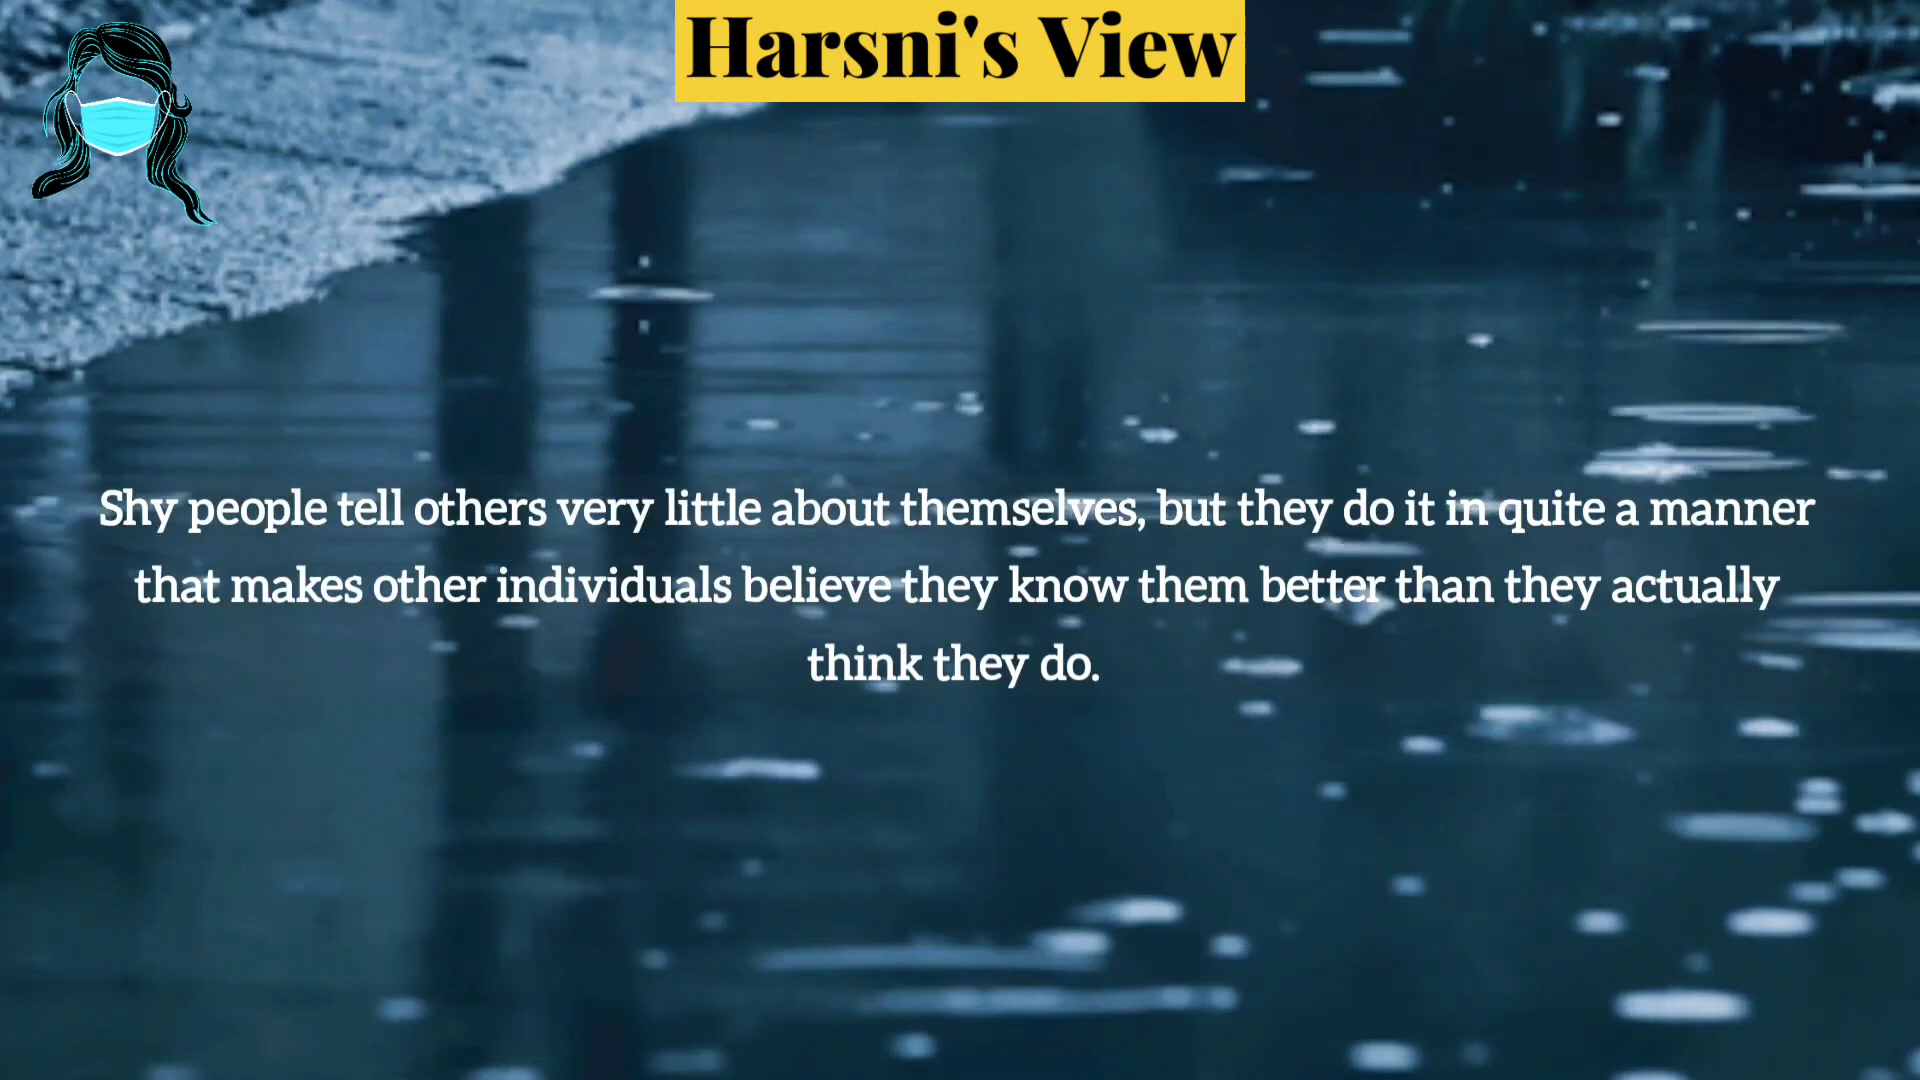 Harsni's View
Shy people tell others very little about themselves, but they do it in quite a manner
that makes other individuals believe they know them better than they actually
think they do.